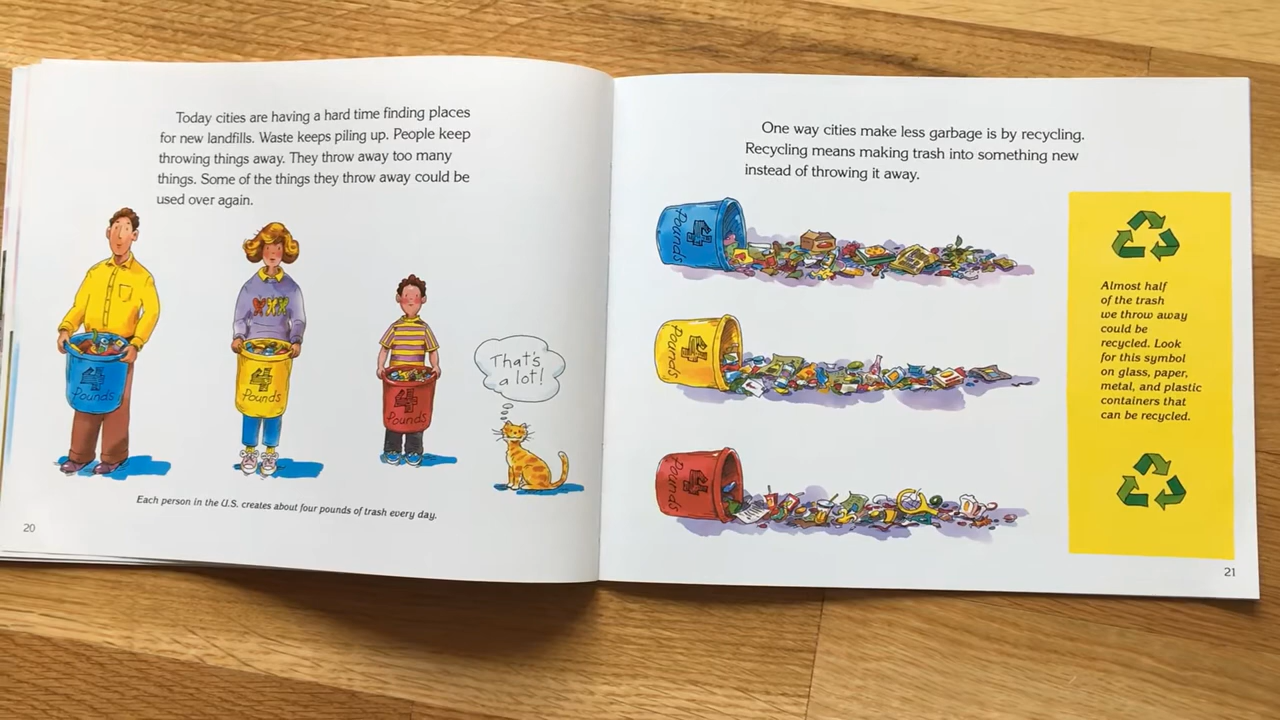 Today cities are having a hard time finding places
for new landfills. Waste keeps piling up. People keep
throwing things away. They throw away too many
things. Some of the things they throw away could be
used over again.
4
Pounds
4
Pounds
4
Pounds
That's
a lot!
Each person in the U.S. creates about four pounds of trash every day.
20
One way cities make less garbage is by recycling.
Recycling means making trash into something new
instead of throwing it away.
4
Pounds
4
Pounds
4
Pounds
Almost half
of the trash
we throw away
could be
recycled. Look
for this symbol
on glass, paper,
metal, and plastic
containers that
can be recycled.
21